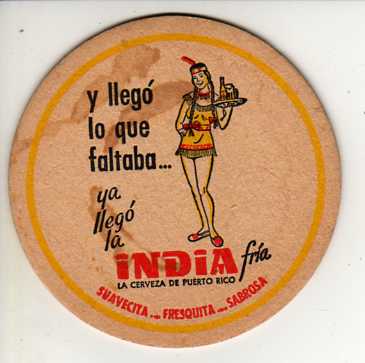 y llegó
lo que
faltaba...
ya
llegó
la
INDIA fría
LA CERVEZA DE PUERTO RICO
SUAVECITA... FRESQUITA... SABROSA